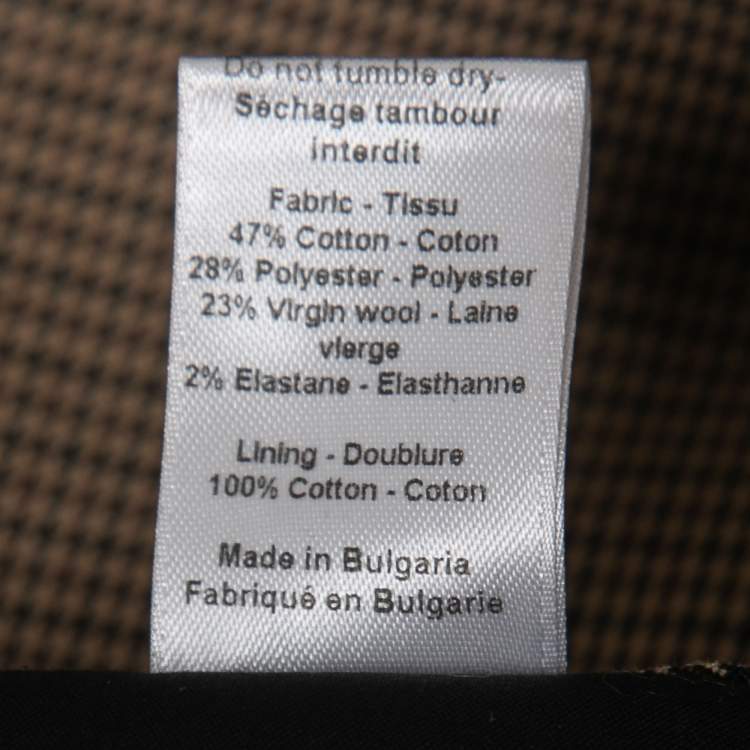 Do not tumble dry-
Séchage tambour
interdit
Fabric - Tissu
47% Cotton - Coton
28% Polyester - Polyester
23% Virgin wool - Laine
vierge
2% Elastane - Elasthanne
Lining - Doublure
100% Cotton - Coton
Made in Bulgaria
Fabriqué en Bulgarie